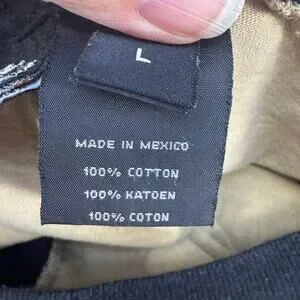 L
MADE IN MEXICO
100% COTTON
100% KATOEN
100% COTON